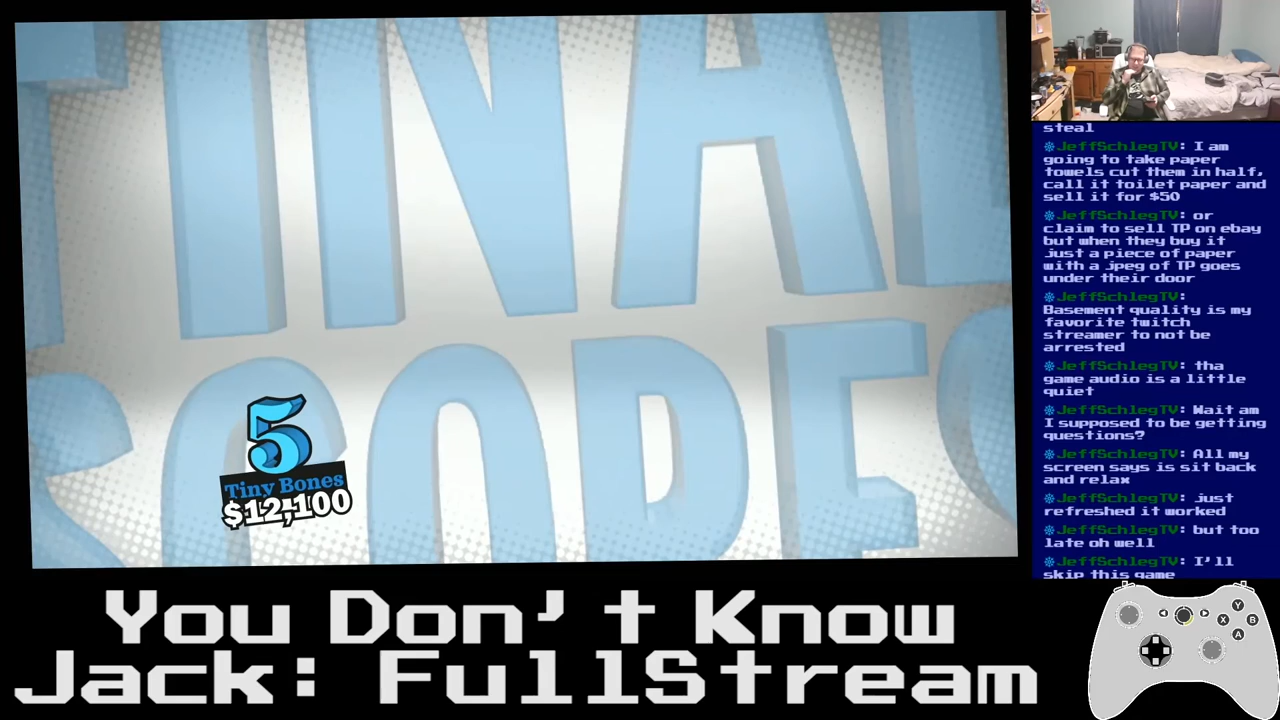 FINAL
SCORES
5
Tiny Bones
$12,100
steal
JeffSchlegTV: I am
going to take paper
towels cut them in half,
call it toilet paper and
sell it for $50
JeffSchlegTV: or
claim to sell TP on ebay
but when they buy it
just a piece of paper
with a jpeg of TP goes
under their door
JeffSchlegTV:
Basement quality is my
favorite twitch
streamer to not be
arrested
JeffSchlegTV: tha
game audio is a little
quiet
JeffSchlegTV: Wait am
I supposed to be getting
questions?
JeffSchlegTV: All my
screen says is sit back
and relax
JeffSchlegTV: just
refreshed it worked
JeffSchlegTV: but too
late oh well
JeffSchlegTV: I'll
skip this game
You Don't Know
Jack: FullStream
Y
X
B
A